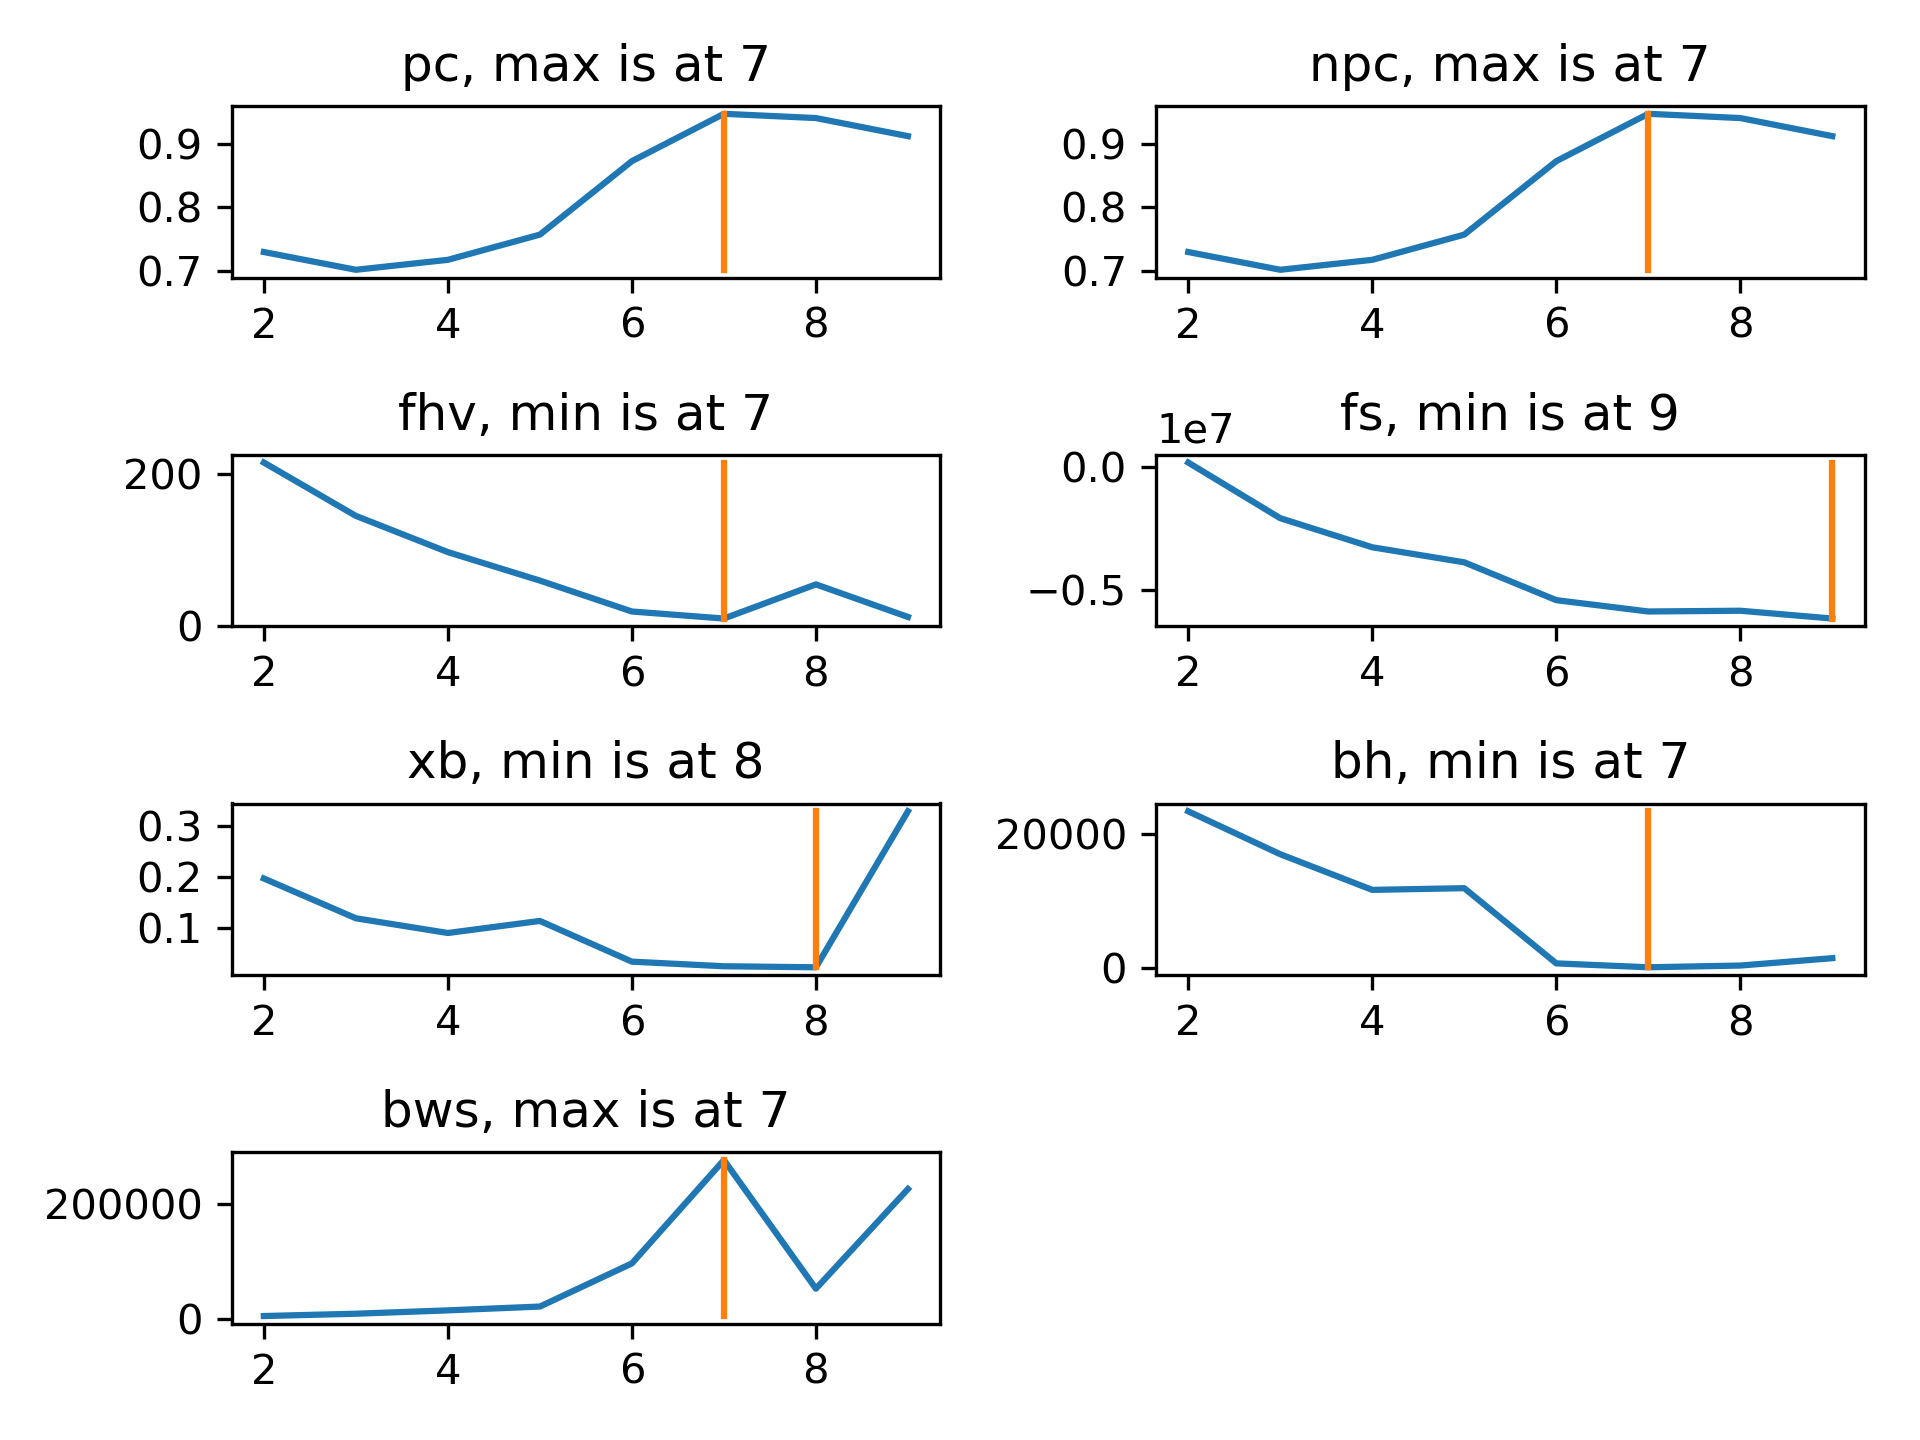 pc, max is at 7
0.9
0.8
0.7
2 4 6 8
npc, max is at 7
0.9
0.8
0.7
2 4 6 8
fhv, min is at 7
200
0
2 4 6 8
fs, min is at 9
1e7
0.0
−0.5
2 4 6 8
xb, min is at 8
0.3
0.2
0.1
2 4 6 8
bh, min is at 7
20000
0
2 4 6 8
bws, max is at 7
200000
0
2 4 6 8